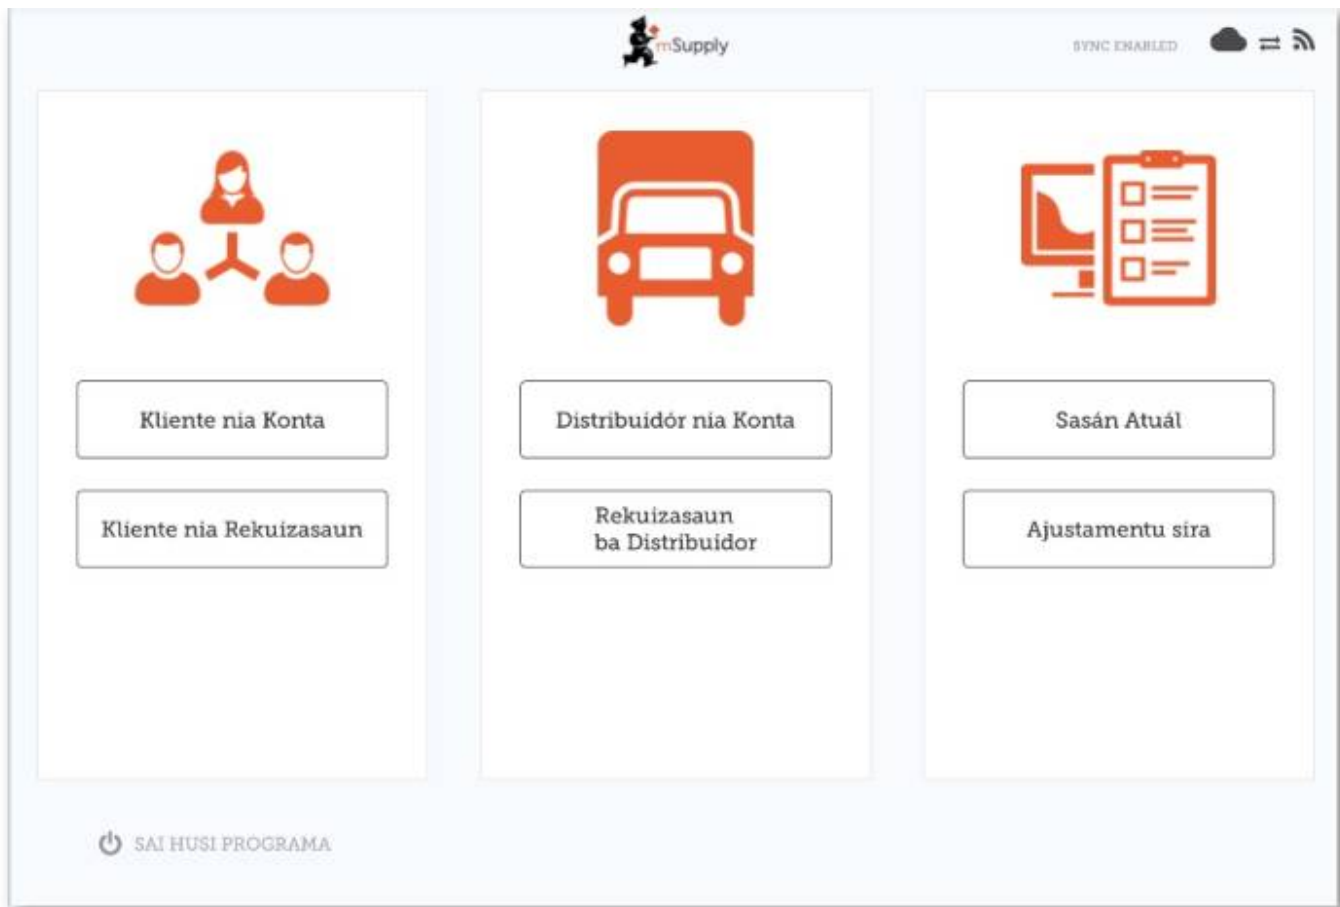 mSupply
SYNC ENABLED
Kliente nia Konta
Kliente nia Rekuizasaun
Distribuidór nia Konta
Rekuizasaun
ba Distribuidor
Sasán Atuál
Ajustamentu sira
SAI HUSI PROGRAMA